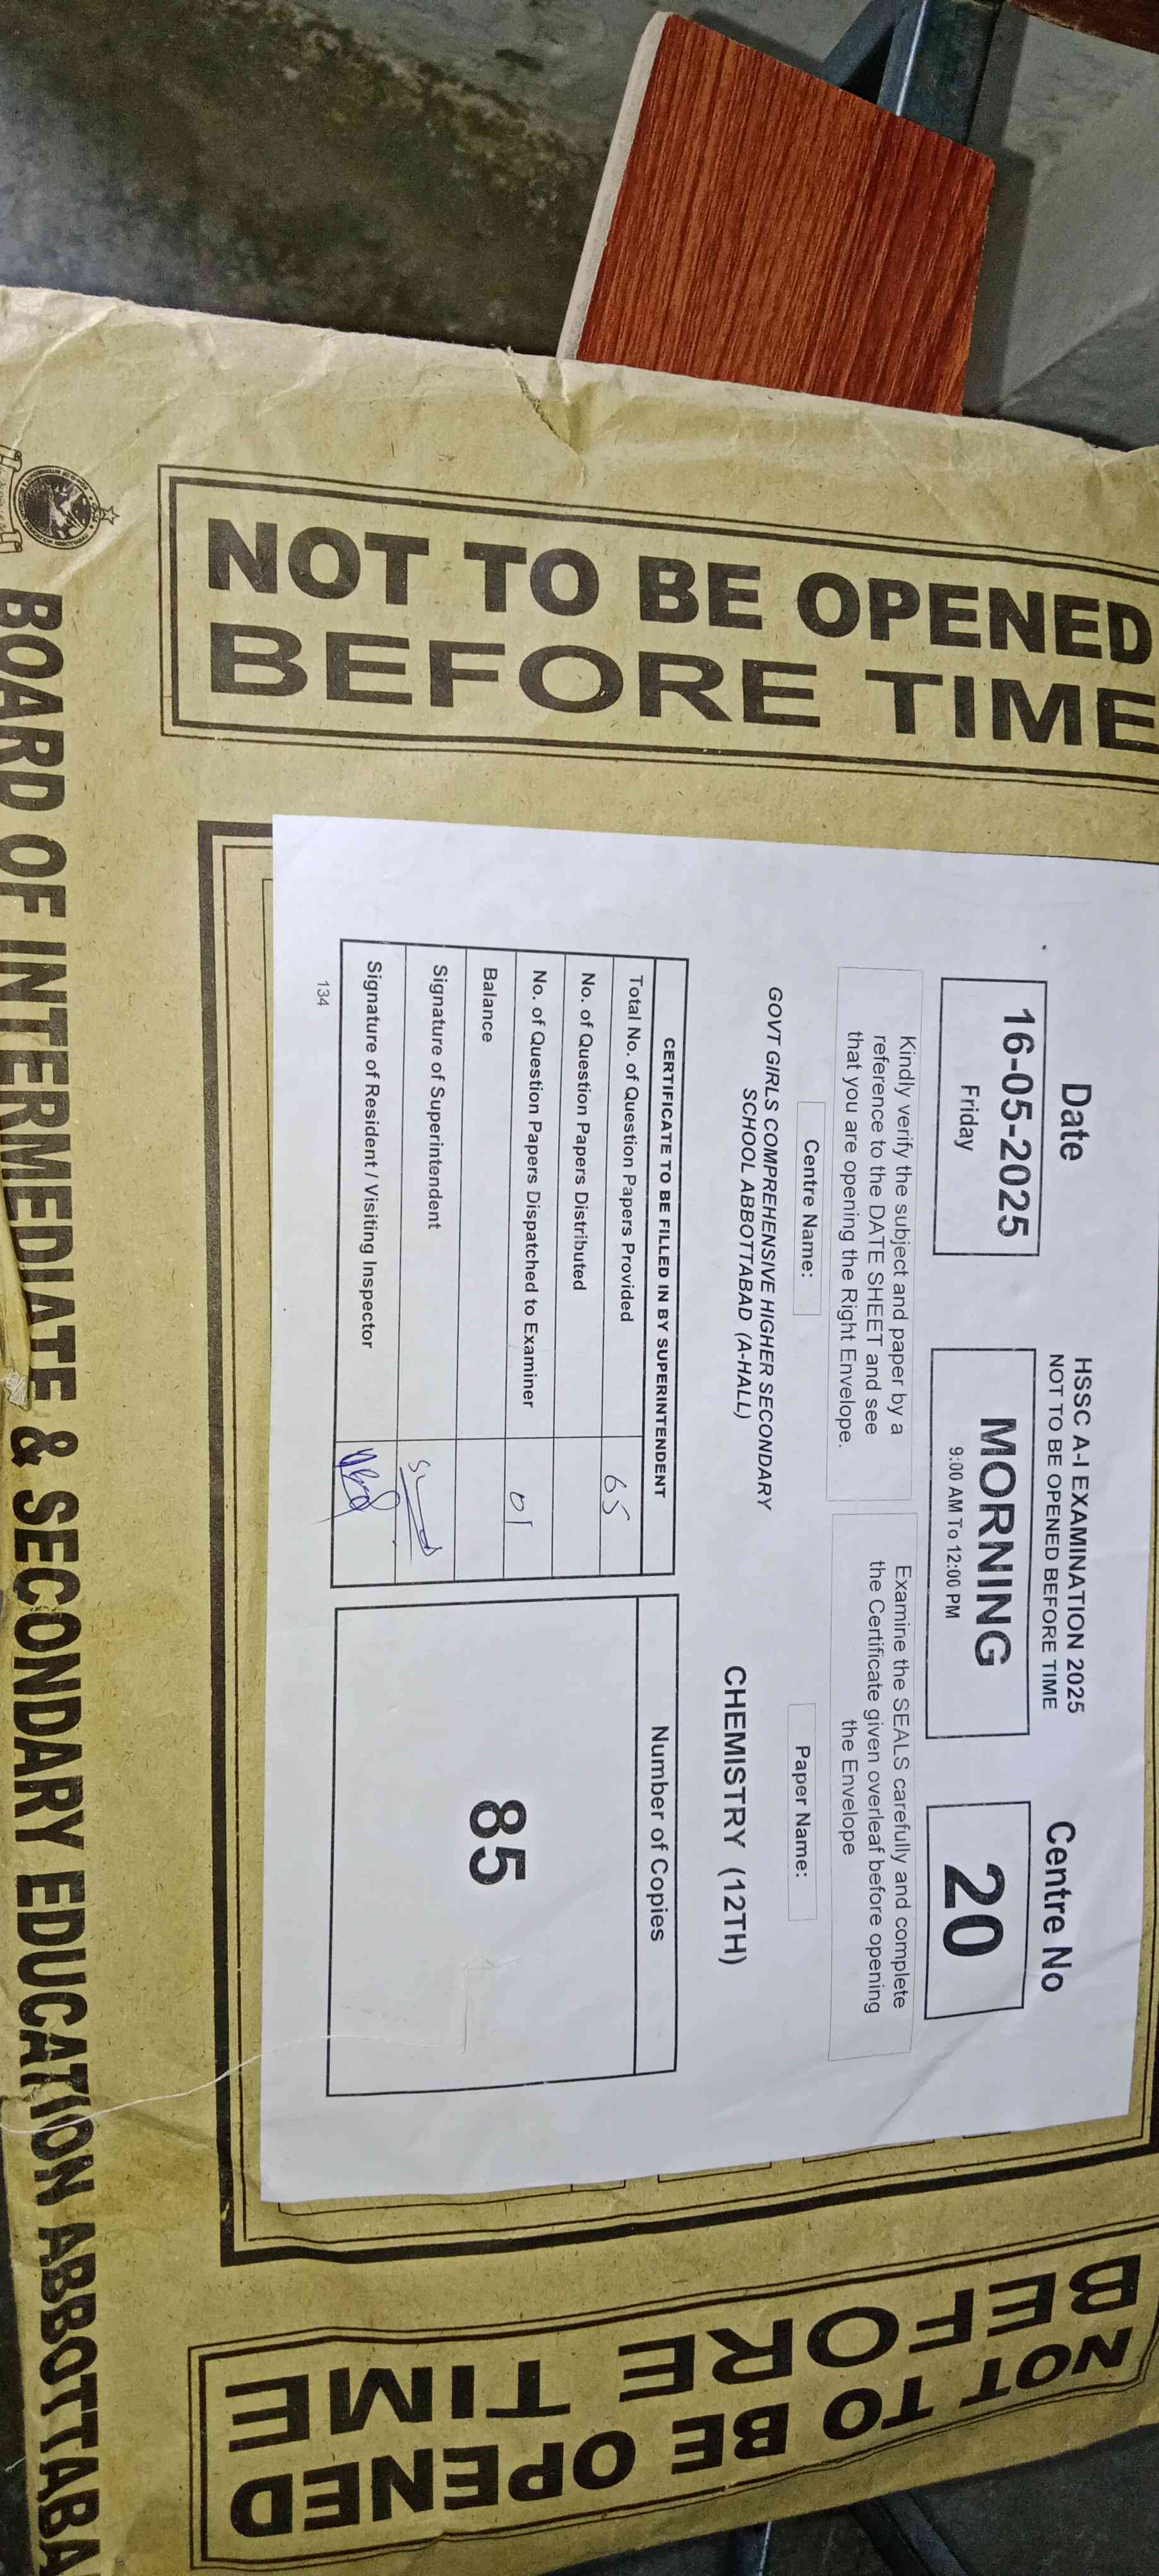 NOT TO BE OPENED
BEFORE TIME
Date
16-05-2025
Friday
HSSC A-I EXAMINATION 2025
NOT TO BE OPENED BEFORE TIME
MORNING
9:00 AM To 12:00 PM
Centre No
20
Kindly verify the subject and paper by a
reference to the DATE SHEET and see
that you are opening the Right Envelope.
Examine the SEALS carefully and complete
the Certificate given overleaf before opening
the Envelope
Centre Name:
GOVT GIRLS COMPREHENSIVE HIGHER SECONDARY
SCHOOL ABBOTTABAD (A-HALL)
Paper Name:
CHEMISTRY (12TH)
CERTIFICATE TO BE FILLED IN BY SUPERINTENDENT
Total No. of Question Papers Provided 65
No. of Question Papers Distributed
No. of Question Papers Dispatched to Examiner 01
Balance
Signature of Superintendent
Signature of Resident / Visiting Inspector
134
Number of Copies
85
NOT TO BE OPENED
BEFORE TIME
BOARD OF INTERMEDIATE & SECONDARY EDUCATION ABBOTTABA